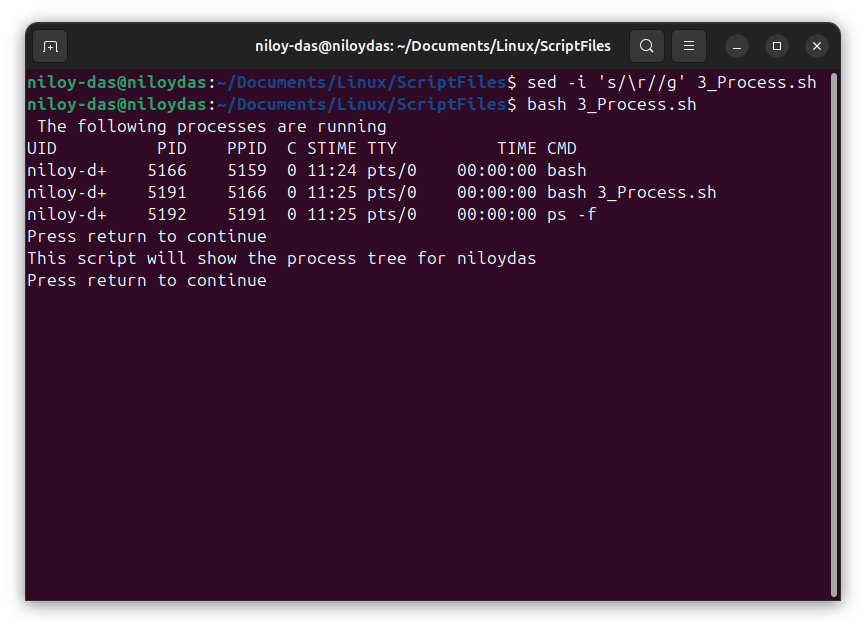 niloy-das@niloydas: ~/Documents/Linux/ScriptFiles
niloy-das@niloydas:~/Documents/Linux/ScriptFiles$ sed -i 's/\r//g' 3_Process.sh
niloy-das@niloydas:~/Documents/Linux/ScriptFiles$ bash 3_Process.sh
 The following processes are running
UID          PID    PPID  C STIME TTY          TIME CMD
niloy-d+    5166    5159  0 11:24 pts/0    00:00:00 bash
niloy-d+    5191    5166  0 11:25 pts/0    00:00:00 bash 3_Process.sh
niloy-d+    5192    5191  0 11:25 pts/0    00:00:00 ps -f
Press return to continue
This script will show the process tree for niloydas
Press return to continue